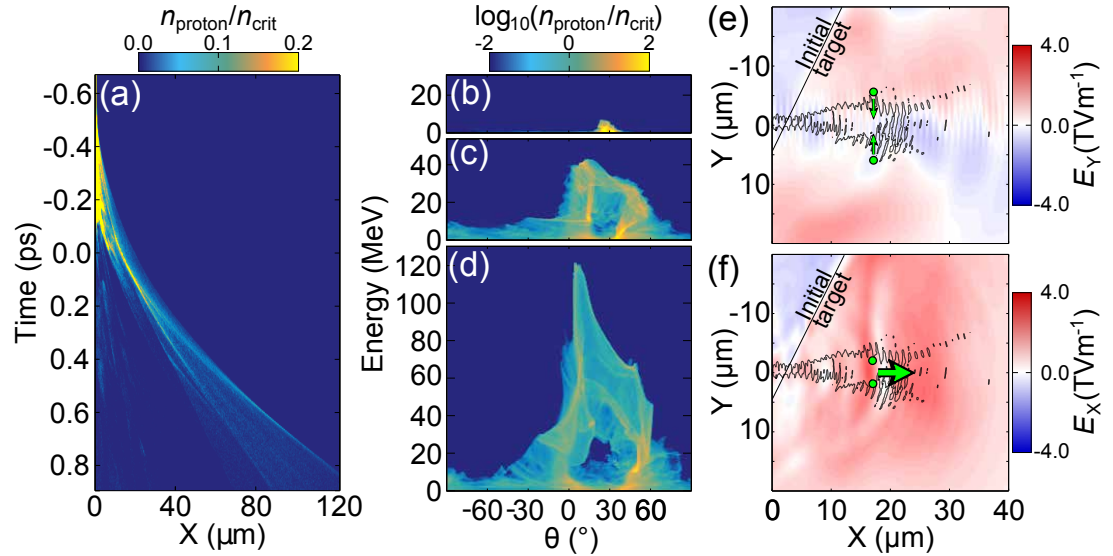 n_proton/n_crit
0.0 0.1 0.2
(a)
-0.6
-0.4
-0.2
0.0
0.2
0.4
0.6
0.8
Time (ps)
0 40 80 120
X (µm)
log₁₀(n_proton/n_crit)
-2 0 2
(b)
20
0
(c)
40
20
0
(d)
120
100
80
60
40
20
0
Energy (MeV)
-60 -30 0 30 60
θ (°)
(e)
Initial
target
-10
0
10
Y (µm)
4.0
0.0
-4.0
E_Y(TVm⁻¹)
(f)
Initial
target
-10
0
10
Y (µm)
0 10 20 30 40
X (µm)
4.0
0.0
-4.0
E_X(TVm⁻¹)